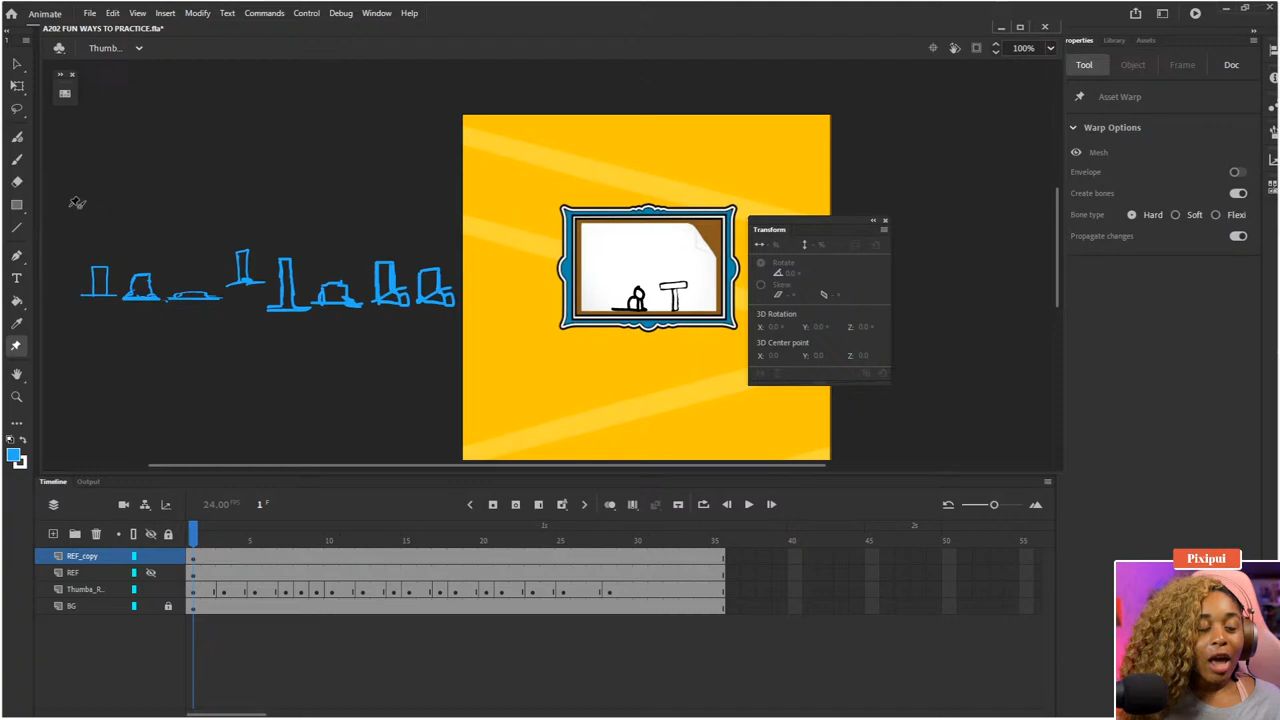 Animate File Edit View Insert Modify Text Commands Control Debug Window Help
A202 FUN WAYS TO PRACTICE.fla*
Thumb... 100%
Properties Library Assets
Tool Object Frame Doc
Asset Warp
Warp Options
Mesh
Envelope
Create bones
Bone type Hard Soft Flexi
Propagate changes
Transform
Rotate
0.0 °
Skew
3D Rotation
X: 0.0 ° Y: 0.0 ° Z: 0.0 °
3D Center point
X: 0.0 Y: 0.0 Z: 0.0
Timeline Output
24.00 FPS 1 F
1s 2s
5 10 15 20 25 30 35 40 45 50 55
REF_copy
REF
Thumba_R...
BG
Pixipui